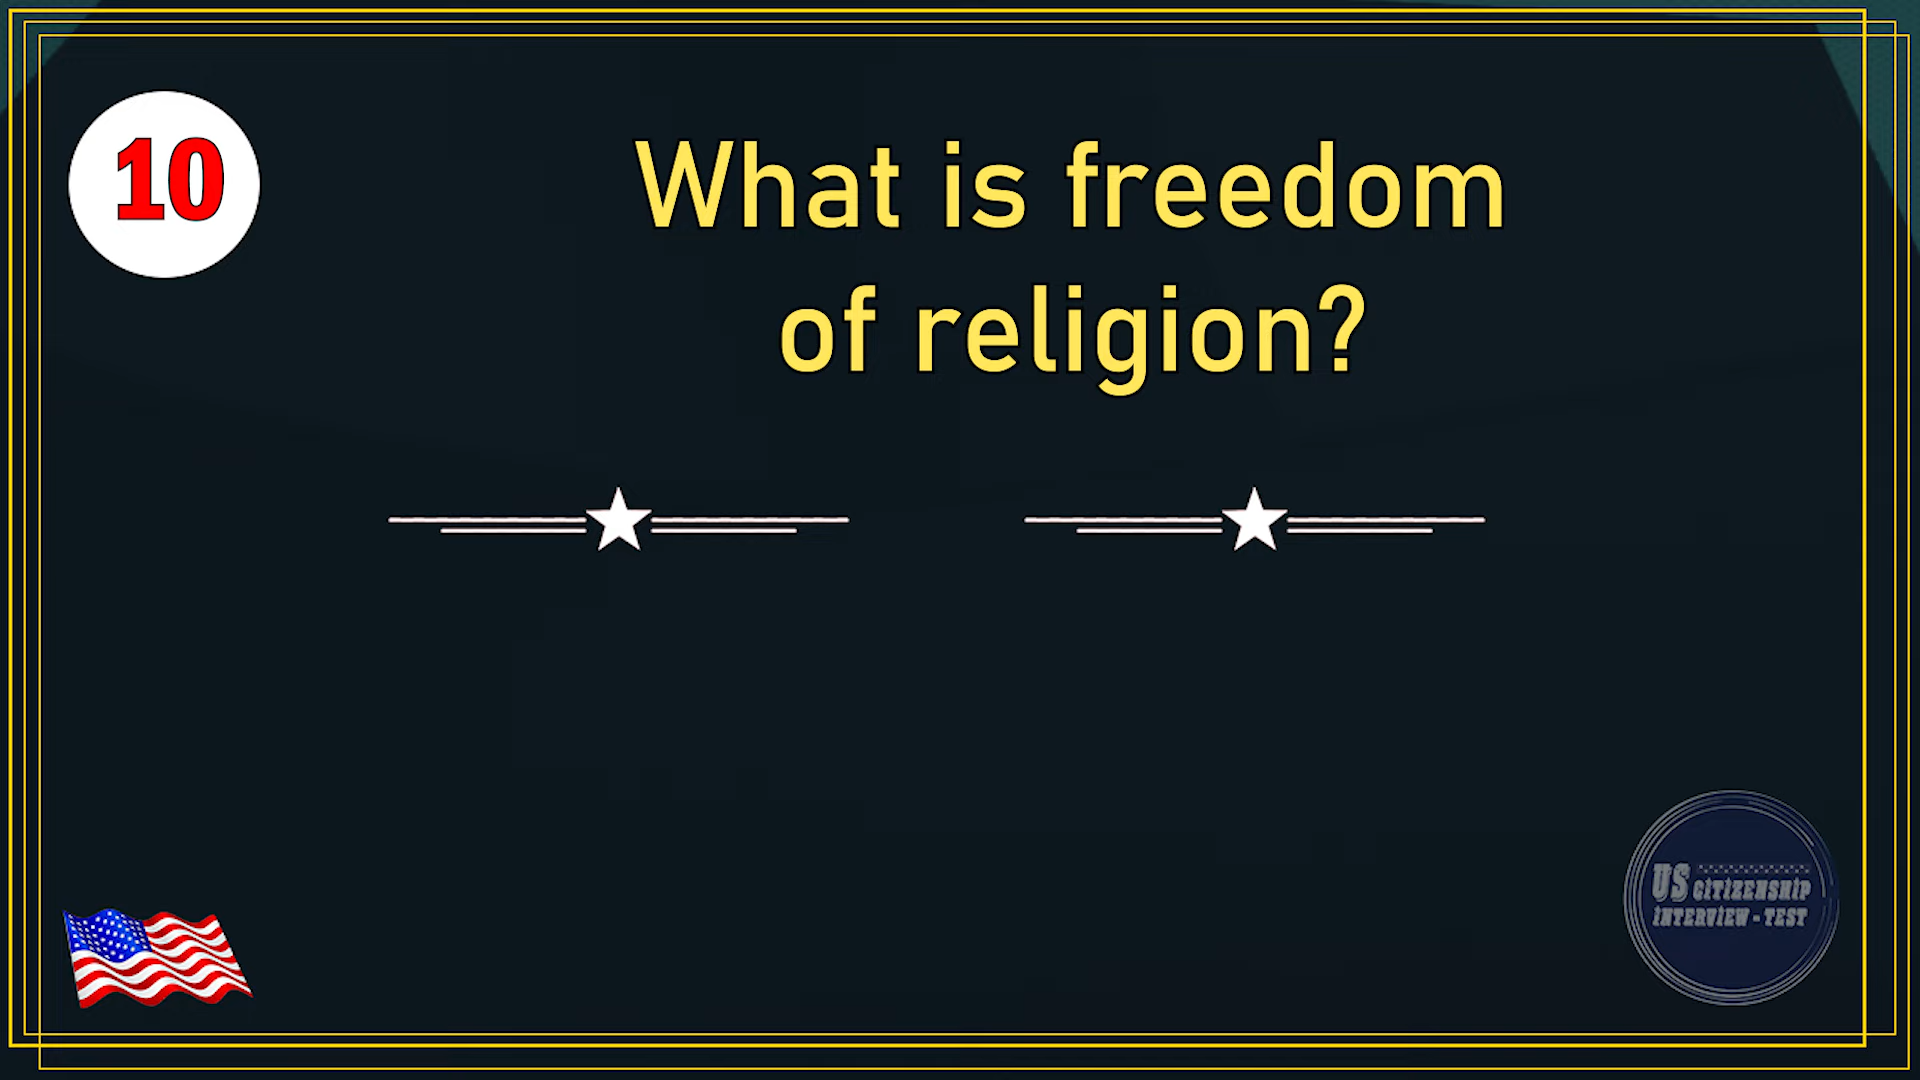 10
What is freedom
of religion?
US CITIZENSHIP
INTERVIEW - TEST